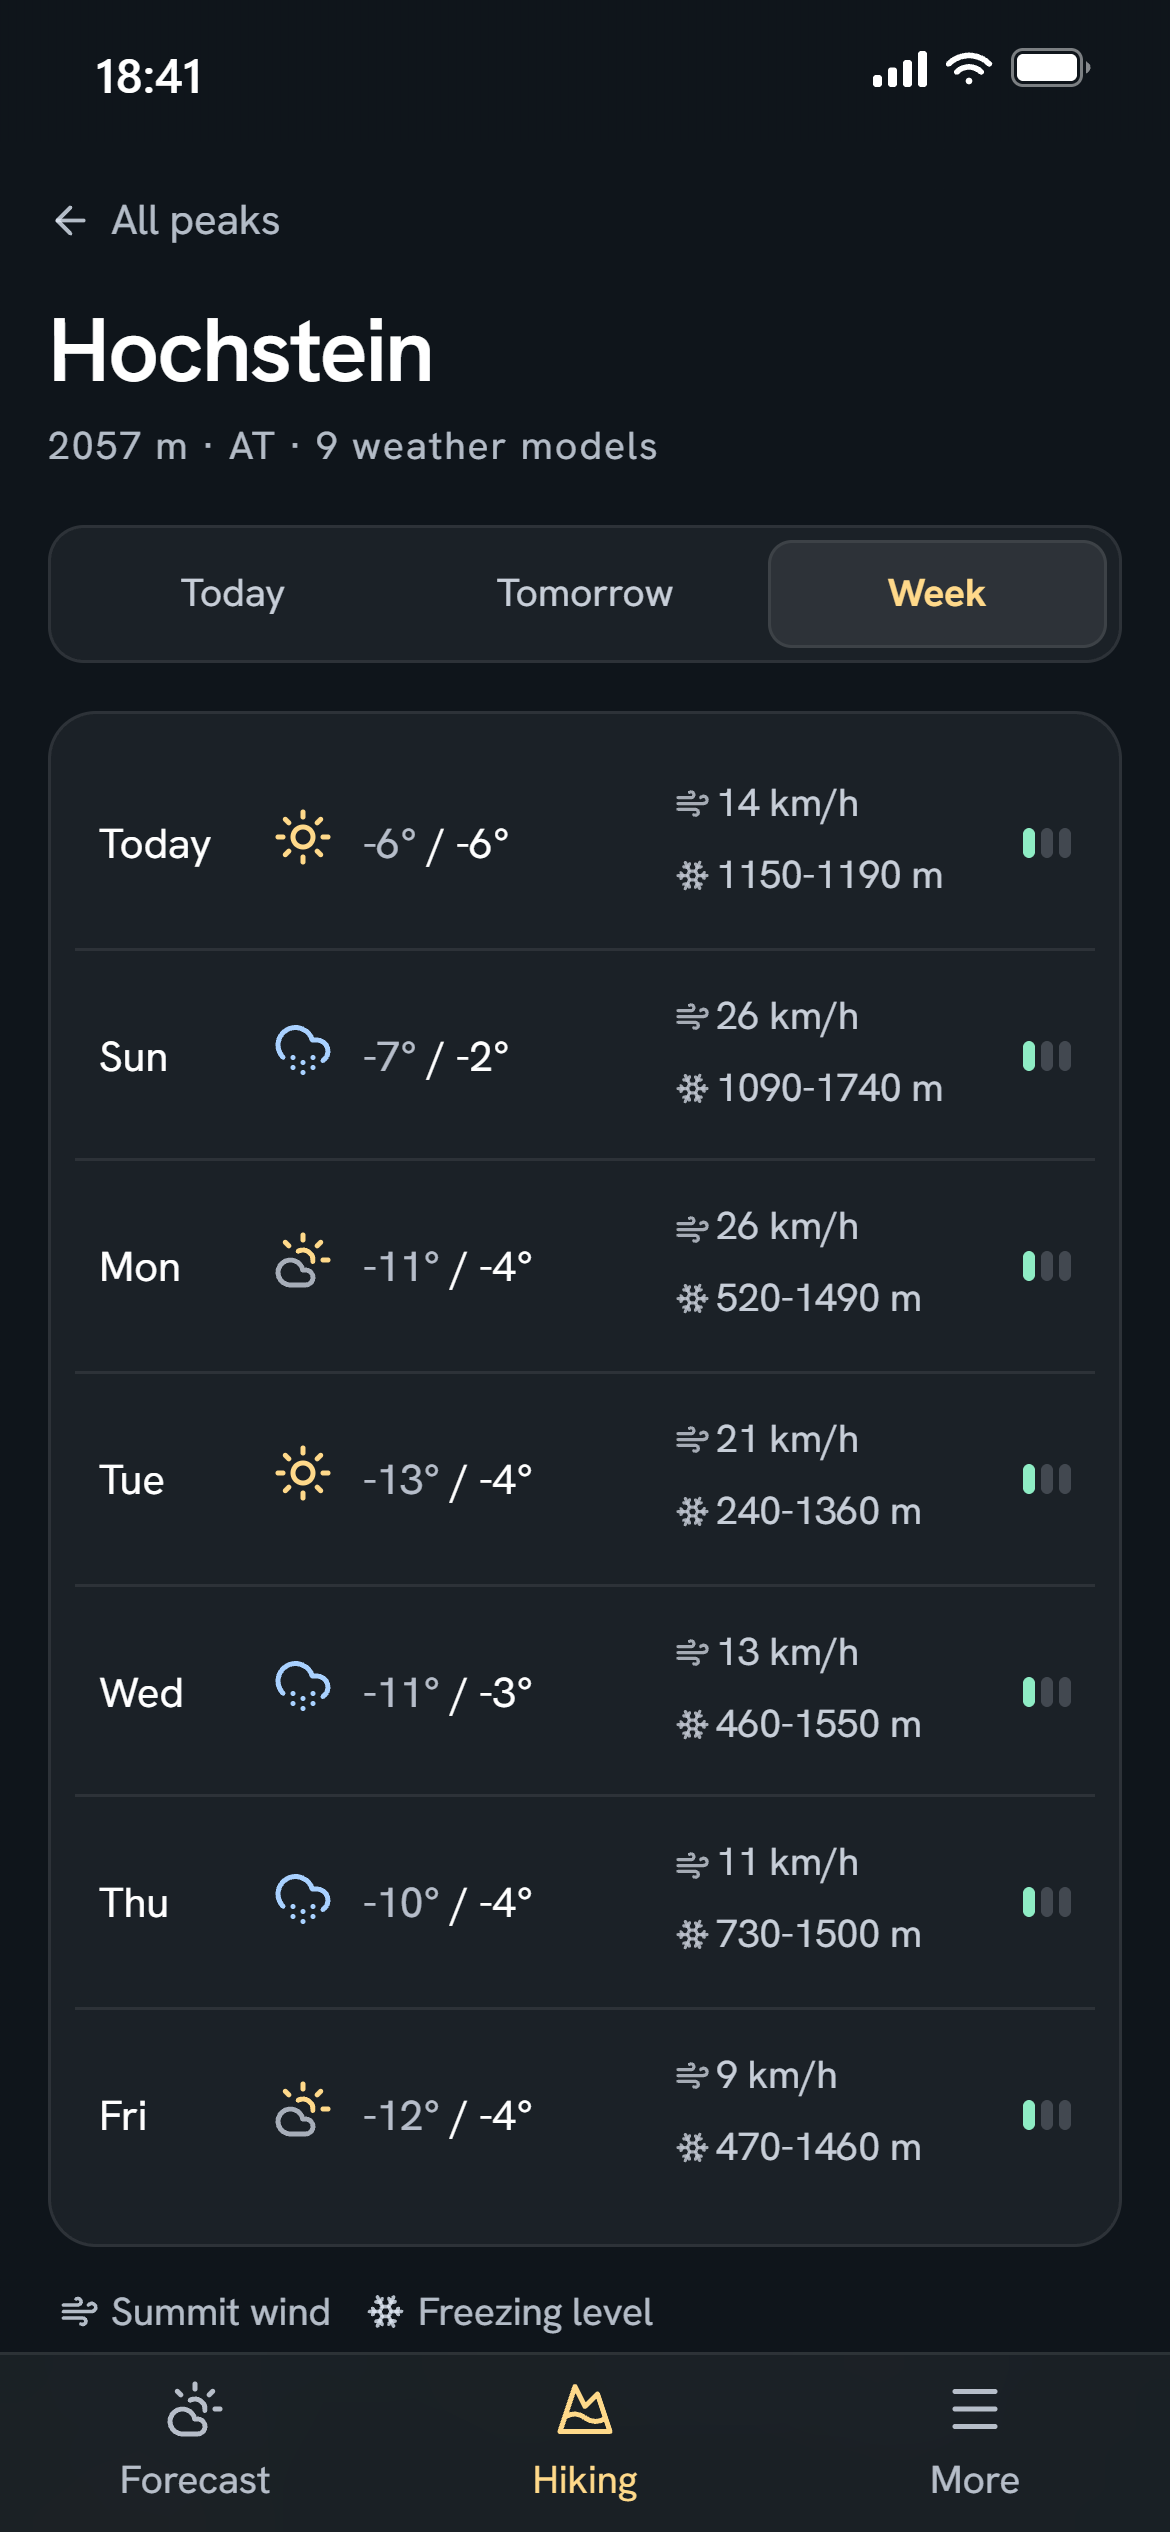 18:41
All peaks
Hochstein
2057 m · AT · 9 weather models
Today Tomorrow Week
Today -6° / -6° 14 km/h
1150-1190 m
Sun -7° / -2° 26 km/h
1090-1740 m
Mon -11° / -4° 26 km/h
520-1490 m
Tue -13° / -4° 21 km/h
240-1360 m
Wed -11° / -3° 13 km/h
460-1550 m
Thu -10° / -4° 11 km/h
730-1500 m
Fri -12° / -4° 9 km/h
470-1460 m
Summit wind Freezing level
Forecast Hiking More